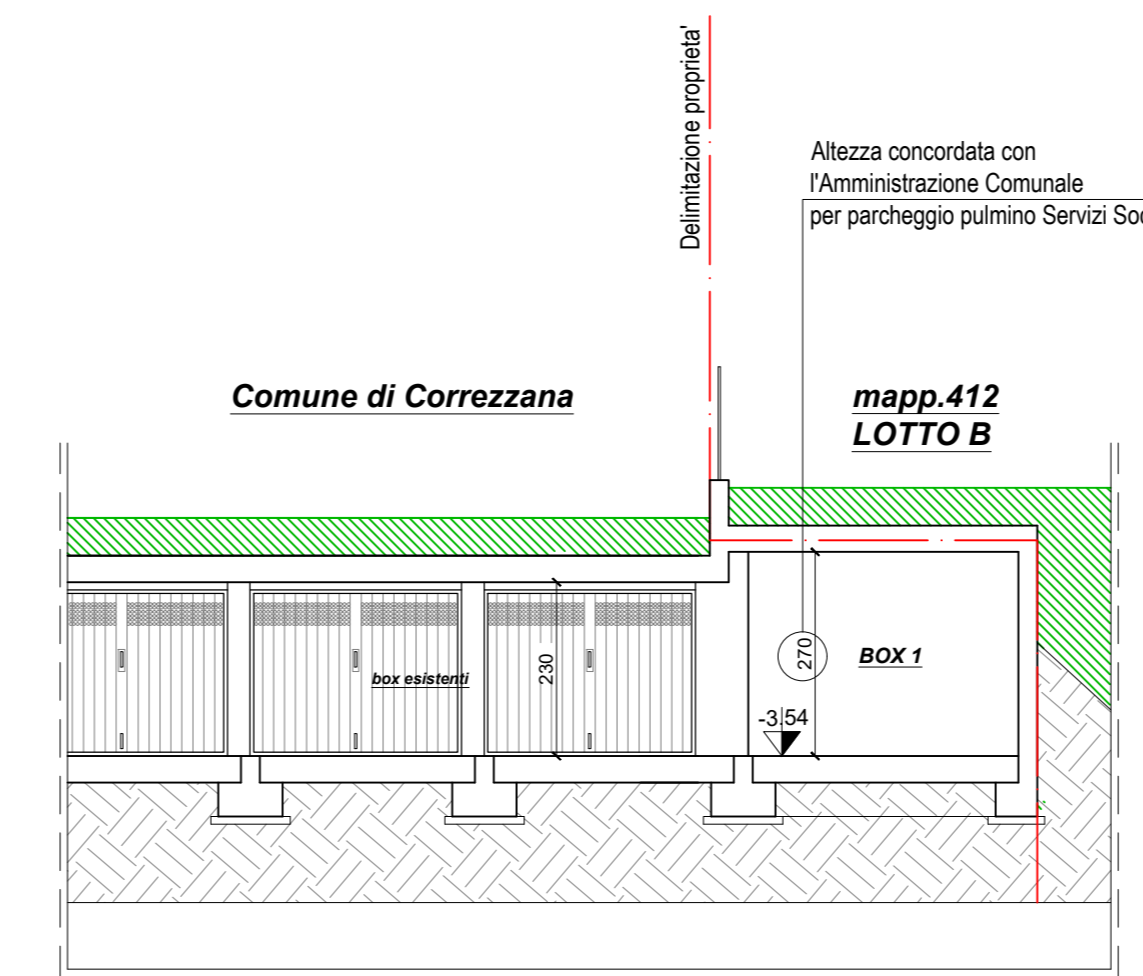 Delimitazione proprieta'
Altezza concordata con
l'Amministrazione Comunale
per parcheggio pulmino Servizi Soc
Comune di Correzzana
mapp.412
LOTTO B
box esistenti
230
270
BOX 1
-3.54